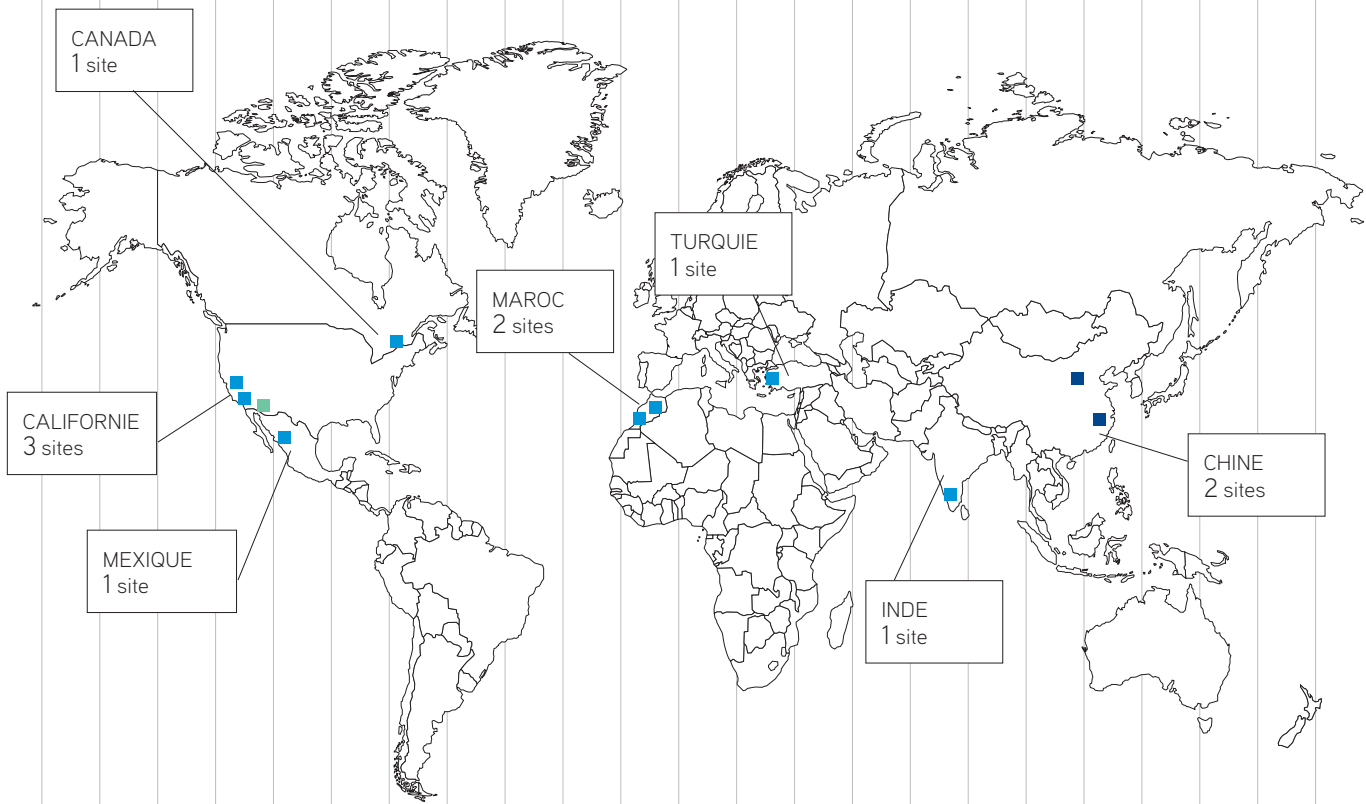 CANADA
1 site
TURQUIE
1 site
MAROC
2 sites
CALIFORNIE
3 sites
CHINE
2 sites
MEXIQUE
1 site
INDE
1 site